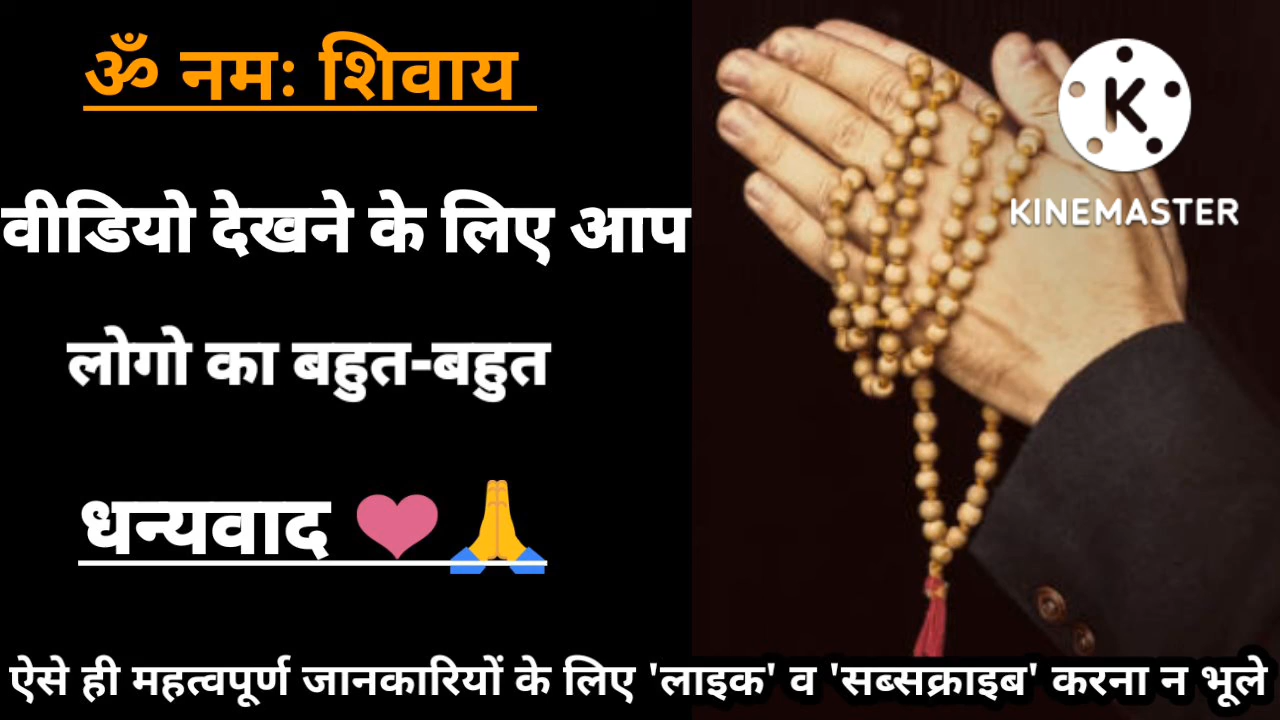 ॐ नमः शिवाय
वीडियो देखने के लिए आप
लोगो का बहुत-बहुत
धन्यवाद ❤🙏
K
KINEMASTER
ऐसे ही महत्वपूर्ण जानकारियों के लिए 'लाइक' व 'सब्सक्राइब' करना न भूले